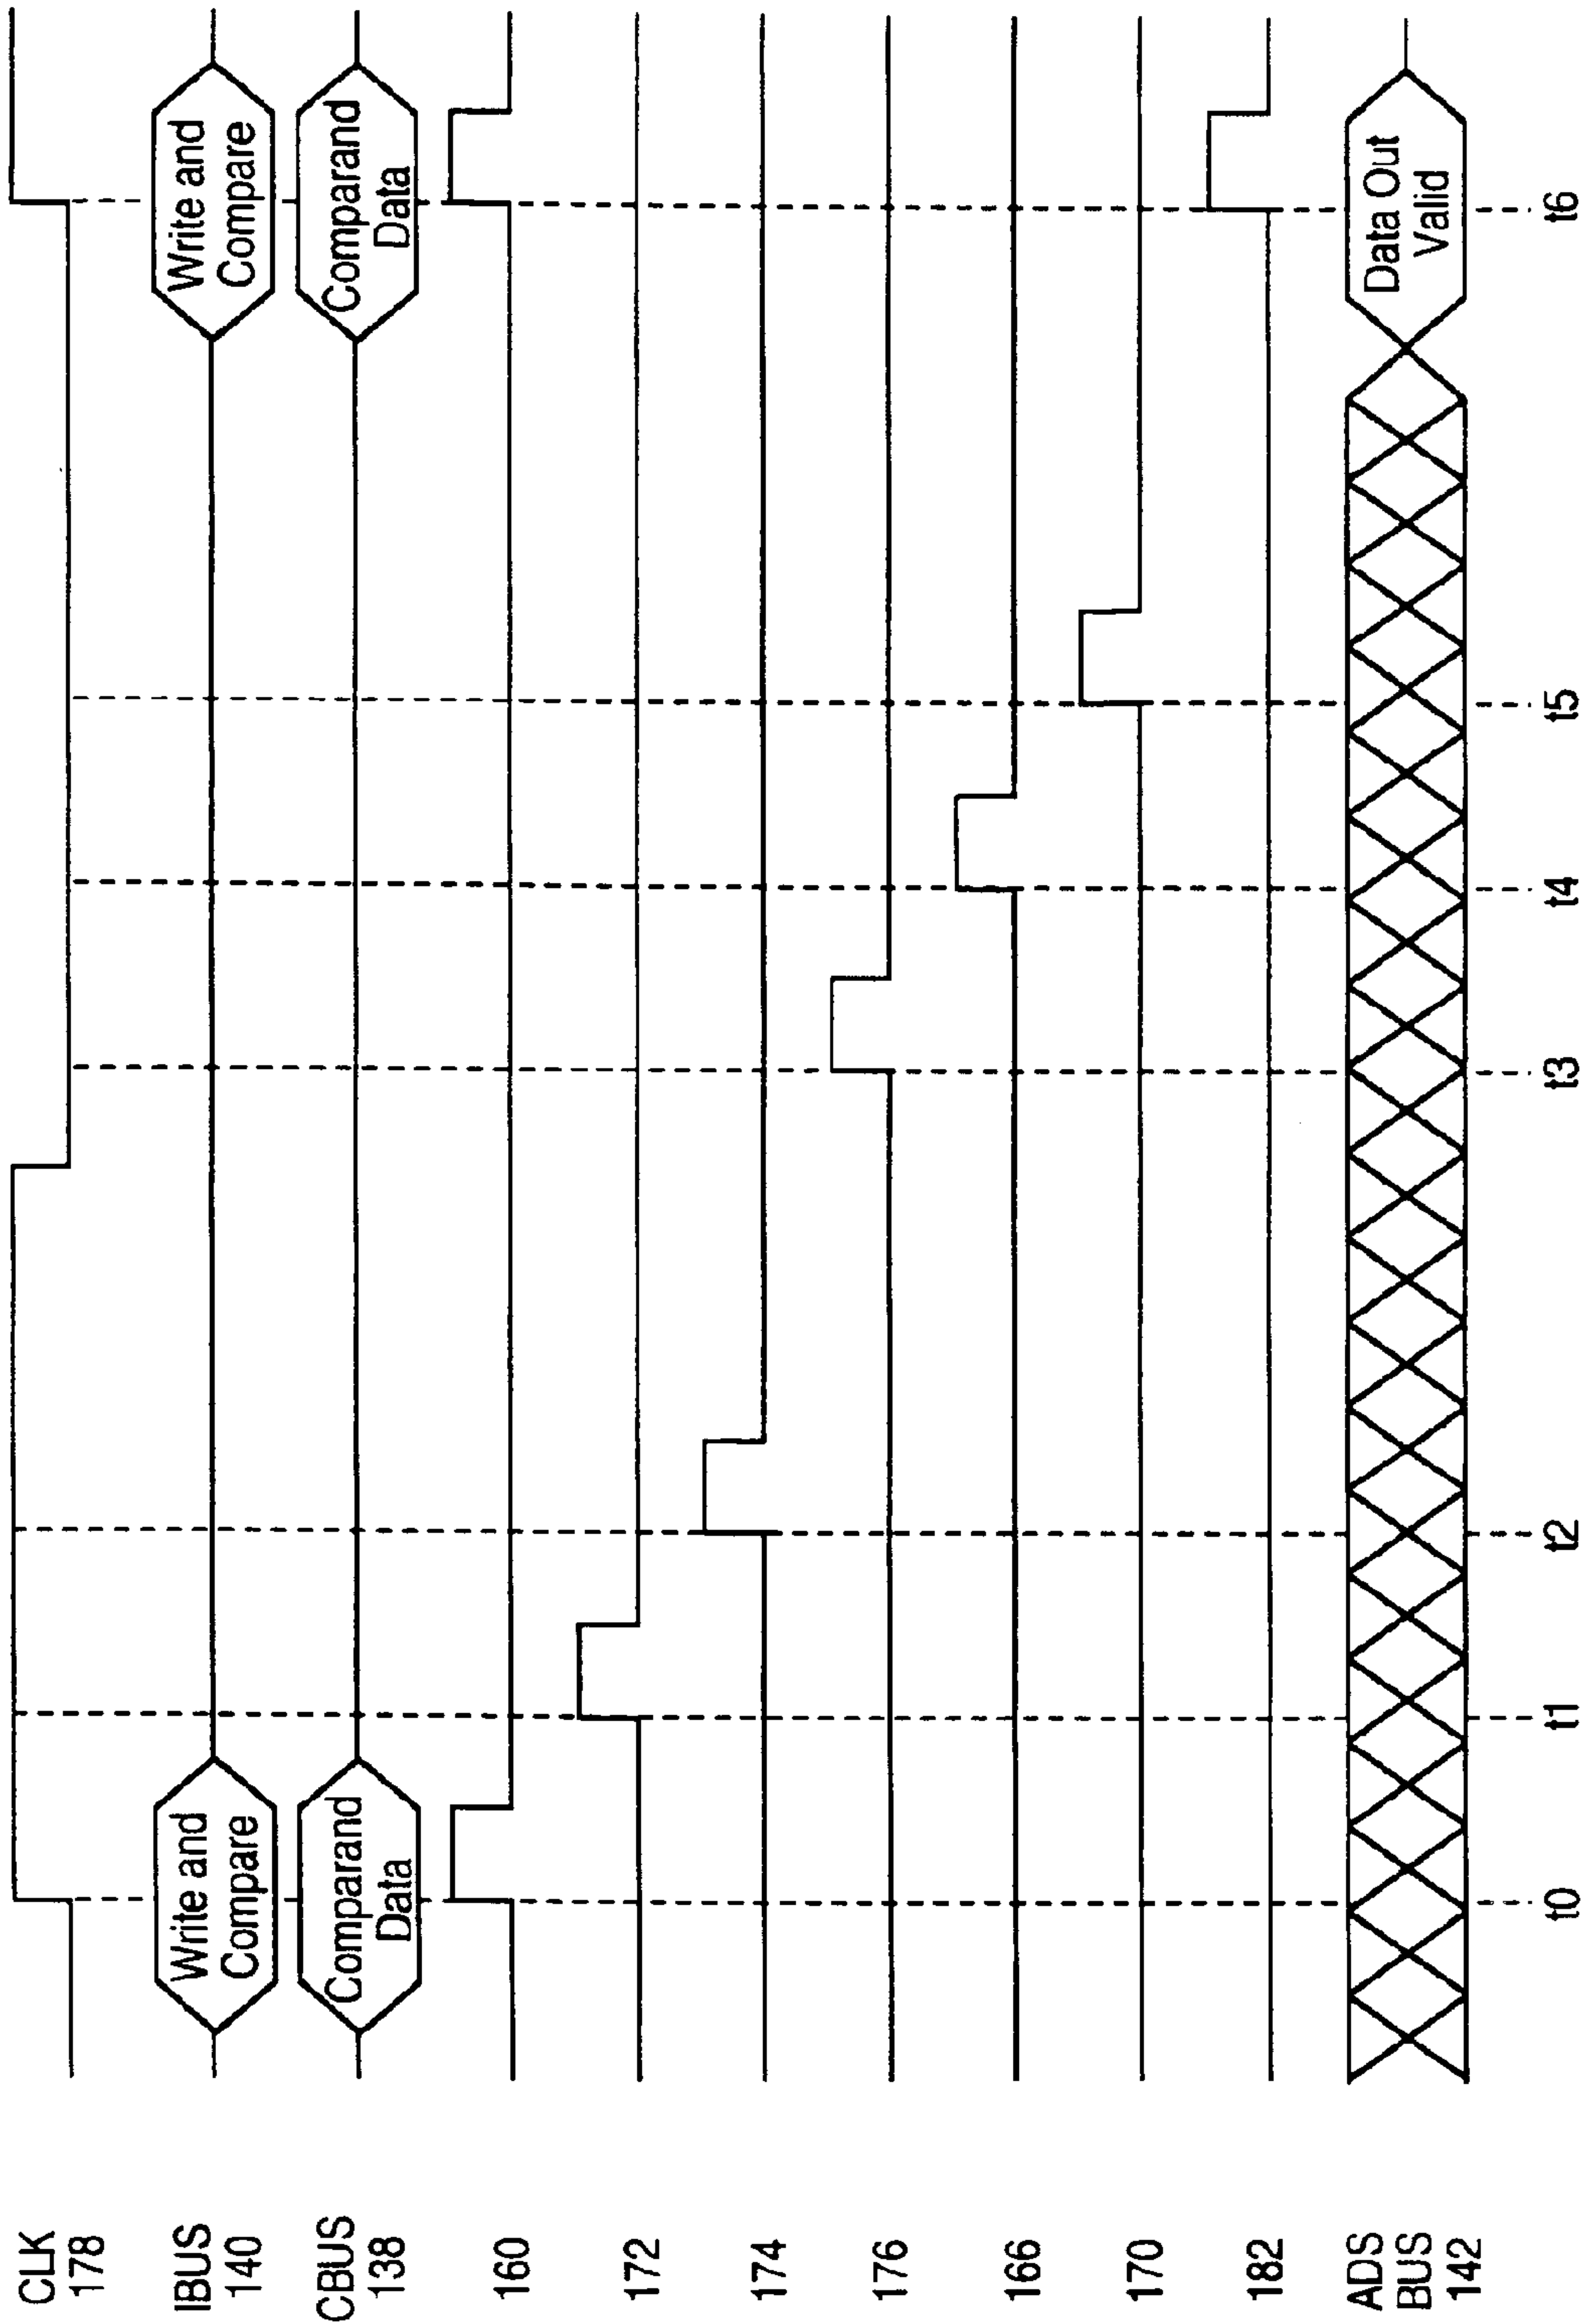 CLK
178
IBUS
140
Write and
Compare
Write and
Compare
CBUS
138
Comparand
Data
Comparand
Data
160
172
174
176
166
170
182
ADS
BUS
142
Data Out
Valid
t0
t1
t2
t3
t4
t5
t6